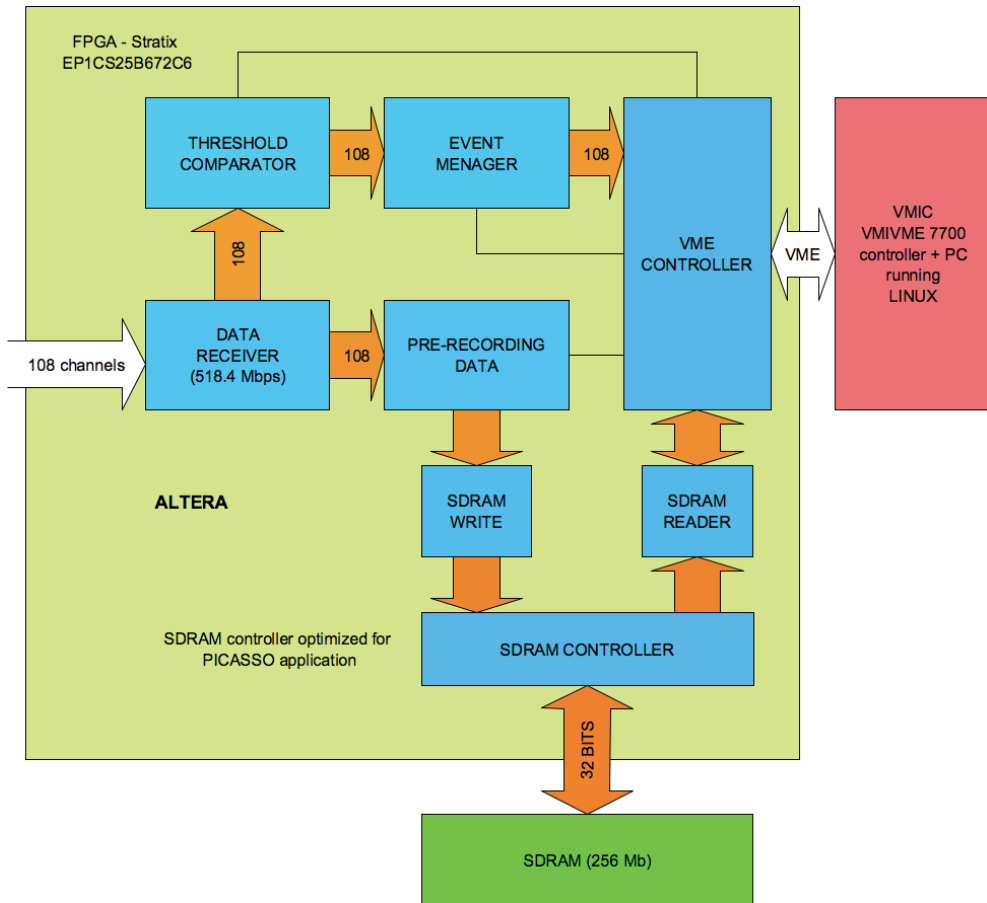 FPGA - Stratix
EP1CS25B672C6
THRESHOLD
COMPARATOR
108
EVENT
MENAGER
108
VME
CONTROLLER
VME
VMIC
VMIVME 7700
controller + PC
running
LINUX
108
108 channels
DATA
RECEIVER
(518.4 Mbps)
108
PRE-RECORDING
DATA
ALTERA
SDRAM
WRITE
SDRAM
READER
SDRAM controller optimized for
PICASSO application
SDRAM CONTROLLER
32 BITS
SDRAM (256 Mb)